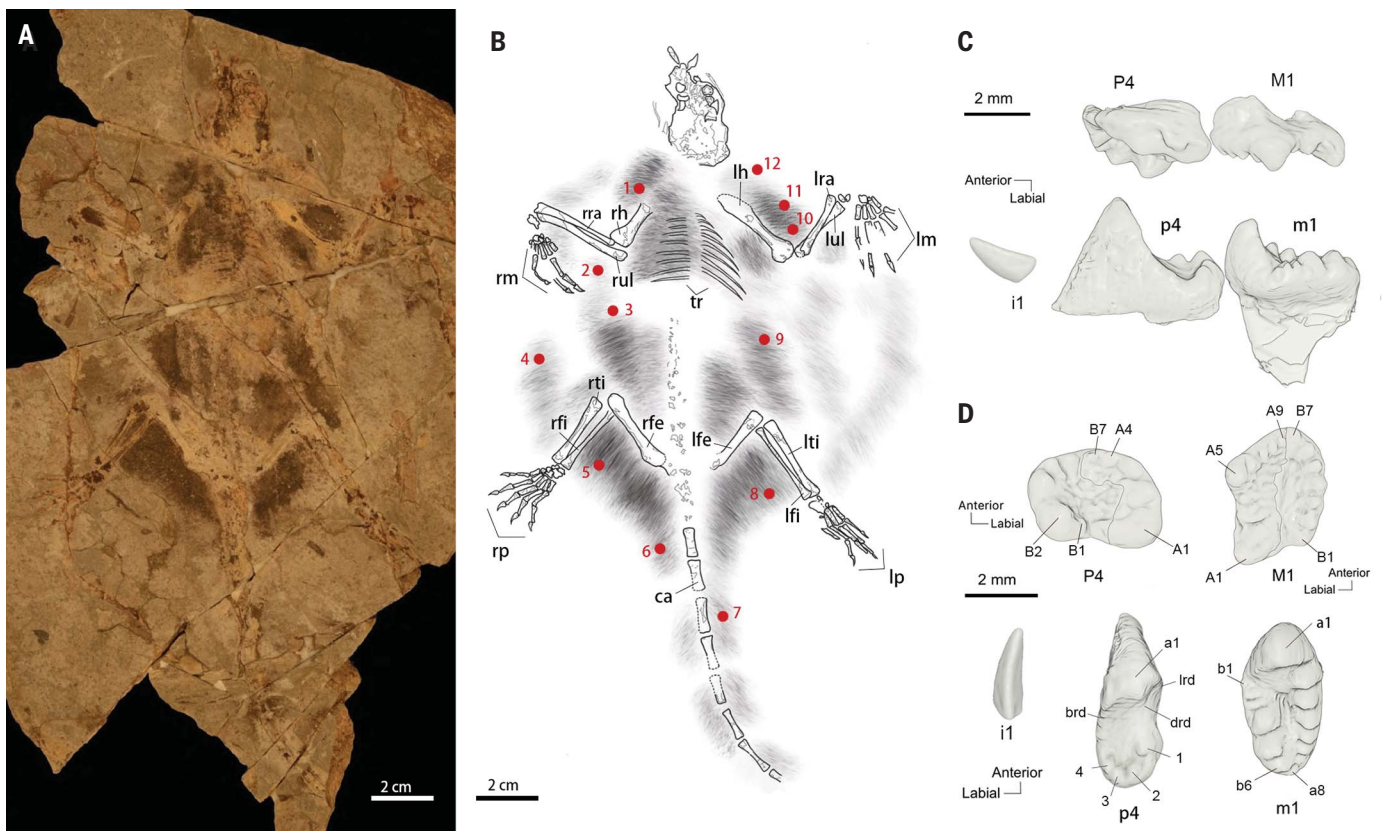 A
2 cm
B
12
1
lh
11
lra
rra
rh
10
lul
lm
2
rul
rm
tr
3
4
9
rti
rfi
rfe
lfe
lti
5
8
lfi
rp
6
lp
ca
7
2 cm
C
P4
M1
2 mm
Anterior
Labial
p4
m1
i1
D
A9
B7
B7
A4
A5
Anterior
Labial
B2
B1
A1
B1
P4
A1
M1
Anterior
Labial
2 mm
a1
a1
b1
lrd
brd
drd
i1
1
Anterior
4
Labial
3
2
b6
a8
p4
m1